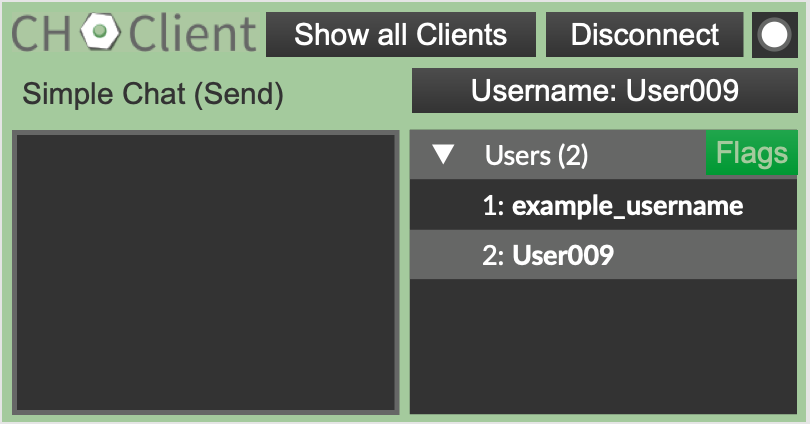 CH Client
Show all Clients
Disconnect
Simple Chat (Send)
Username: User009
Users (2)
Flags
1: example_username
2: User009